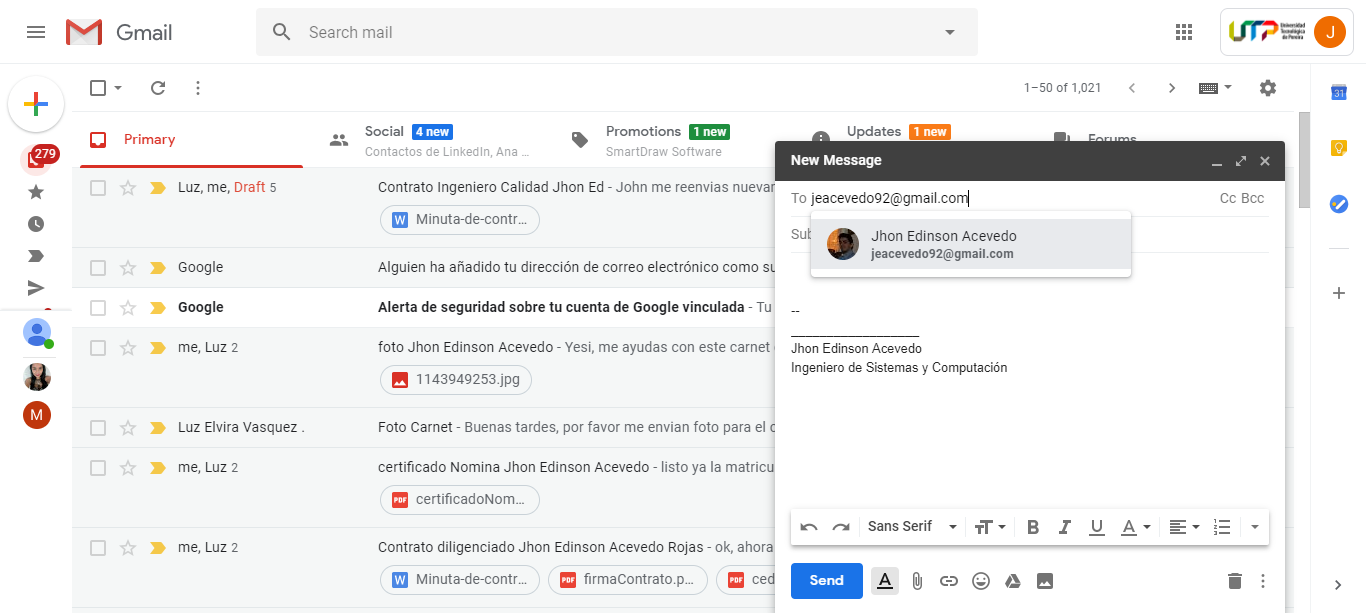 Gmail
Search mail
UTP Universidad Tecnológica de Pereira
J
1–50 of 1,021
31
Primary
Social 4 new
Contactos de LinkedIn, Ana ...
Promotions 1 new
SmartDraw Software
Updates 1 new
Forums
279
Luz, me, Draft 5
Contrato Ingeniero Calidad Jhon Ed - John me reenvias nuevar
W Minuta-de-contr...
Google
Alguien ha añadido tu dirección de correo electrónico como su
Google
Alerta de seguridad sobre tu cuenta de Google vinculada - Tu
me, Luz 2
foto Jhon Edinson Acevedo - Yesi, me ayudas con este carnet
1143949253.jpg
Luz Elvira Vasquez .
Foto Carnet - Buenas tardes, por favor me envian foto para el c
me, Luz 2
certificado Nomina Jhon Edinson Acevedo - listo ya la matricu
PDF certificadoNom...
me, Luz 2
Contrato diligenciado Jhon Edinson Acevedo Rojas - ok, ahora
W Minuta-de-contr...
PDF firmaContrato.p...
PDF ced
M
New Message
To jeacevedo92@gmail.com
Cc Bcc
Sub
Jhon Edinson Acevedo
jeacevedo92@gmail.com
--
____________________
Jhon Edinson Acevedo
Ingeniero de Sistemas y Computación
Sans Serif
B I U A
Send
A